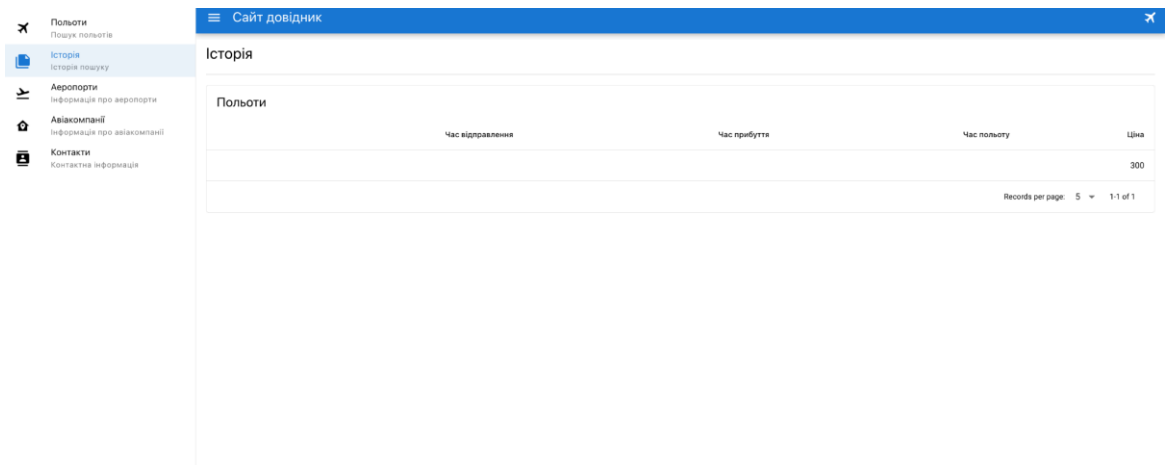 Польоти
Пошук польотів
Історія
Історія пошуку
Аеропорти
Інформація про аеропорти
Авіакомпанії
Інформація про авіакомпанії
Контакти
Контактна інформація
Сайт довідник
Історія
Польоти
Час відправлення Час прибуття Час польоту Ціна
300
Records per page: 5 1-1 of 1